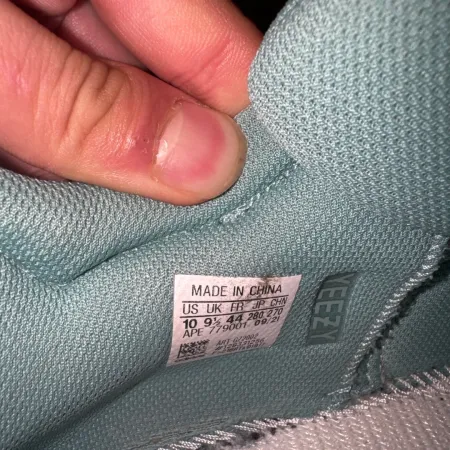 MADE IN CHINA
US UK FR JP CHN
10 9½ 44 280 270
APE 779001 09/21
YEEZY